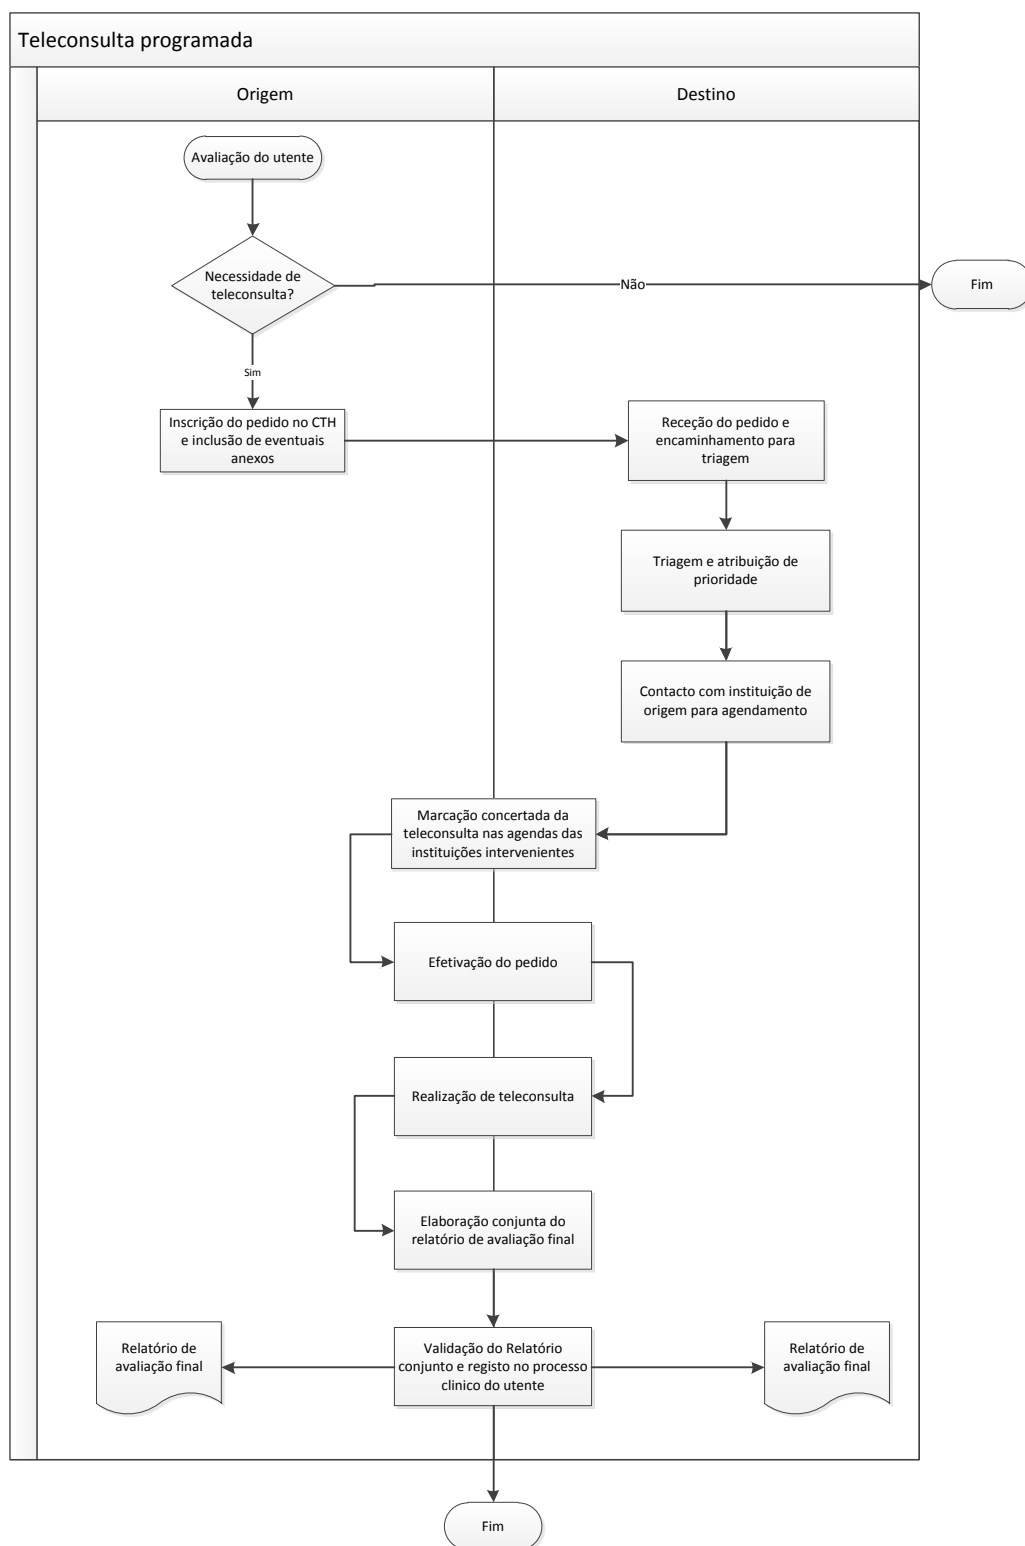 Teleconsulta programada
Origem
Destino
Avaliação do utente
Necessidade de
teleconsulta?
Não
Fim
Sim
Inscrição do pedido no CTH
e inclusão de eventuais
anexos
Receção do pedido e
encaminhamento para
triagem
Triagem e atribuição de
prioridade
Contacto com instituição de
origem para agendamento
Marcação concertada da
teleconsulta nas agendas das
instituições intervenientes
Efetivação do pedido
Realização de teleconsulta
Elaboração conjunta do
relatório de avaliação final
Relatório de
avaliação final
Validação do Relatório
conjunto e registo no processo
clinico do utente
Relatório de
avaliação final
Fim